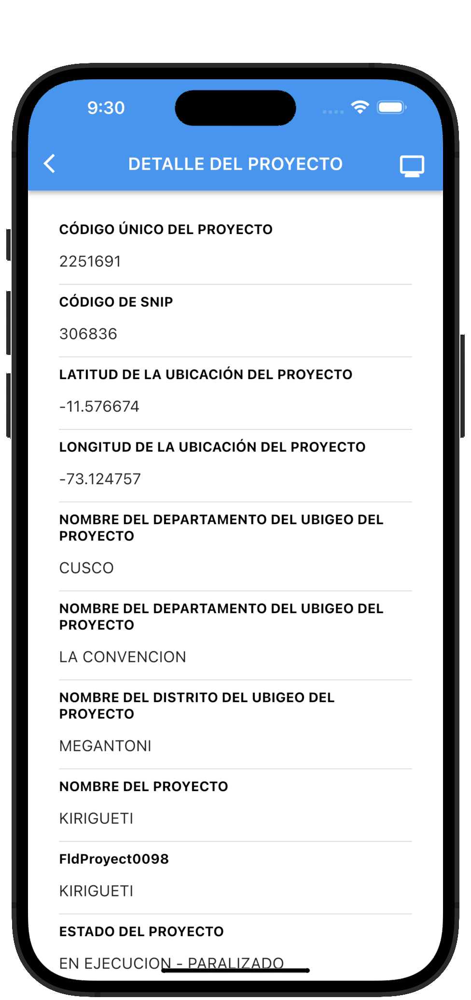 9:30
DETALLE DEL PROYECTO
CÓDIGO ÚNICO DEL PROYECTO
2251691
CÓDIGO DE SNIP
306836
LATITUD DE LA UBICACIÓN DEL PROYECTO
-11.576674
LONGITUD DE LA UBICACIÓN DEL PROYECTO
-73.124757
NOMBRE DEL DEPARTAMENTO DEL UBIGEO DEL
PROYECTO
CUSCO
NOMBRE DEL DEPARTAMENTO DEL UBIGEO DEL
PROYECTO
LA CONVENCION
NOMBRE DEL DISTRITO DEL UBIGEO DEL
PROYECTO
MEGANTONI
NOMBRE DEL PROYECTO
KIRIGUETI
FldProyect0098
KIRIGUETI
ESTADO DEL PROYECTO
EN EJECUCION - PARALIZADO